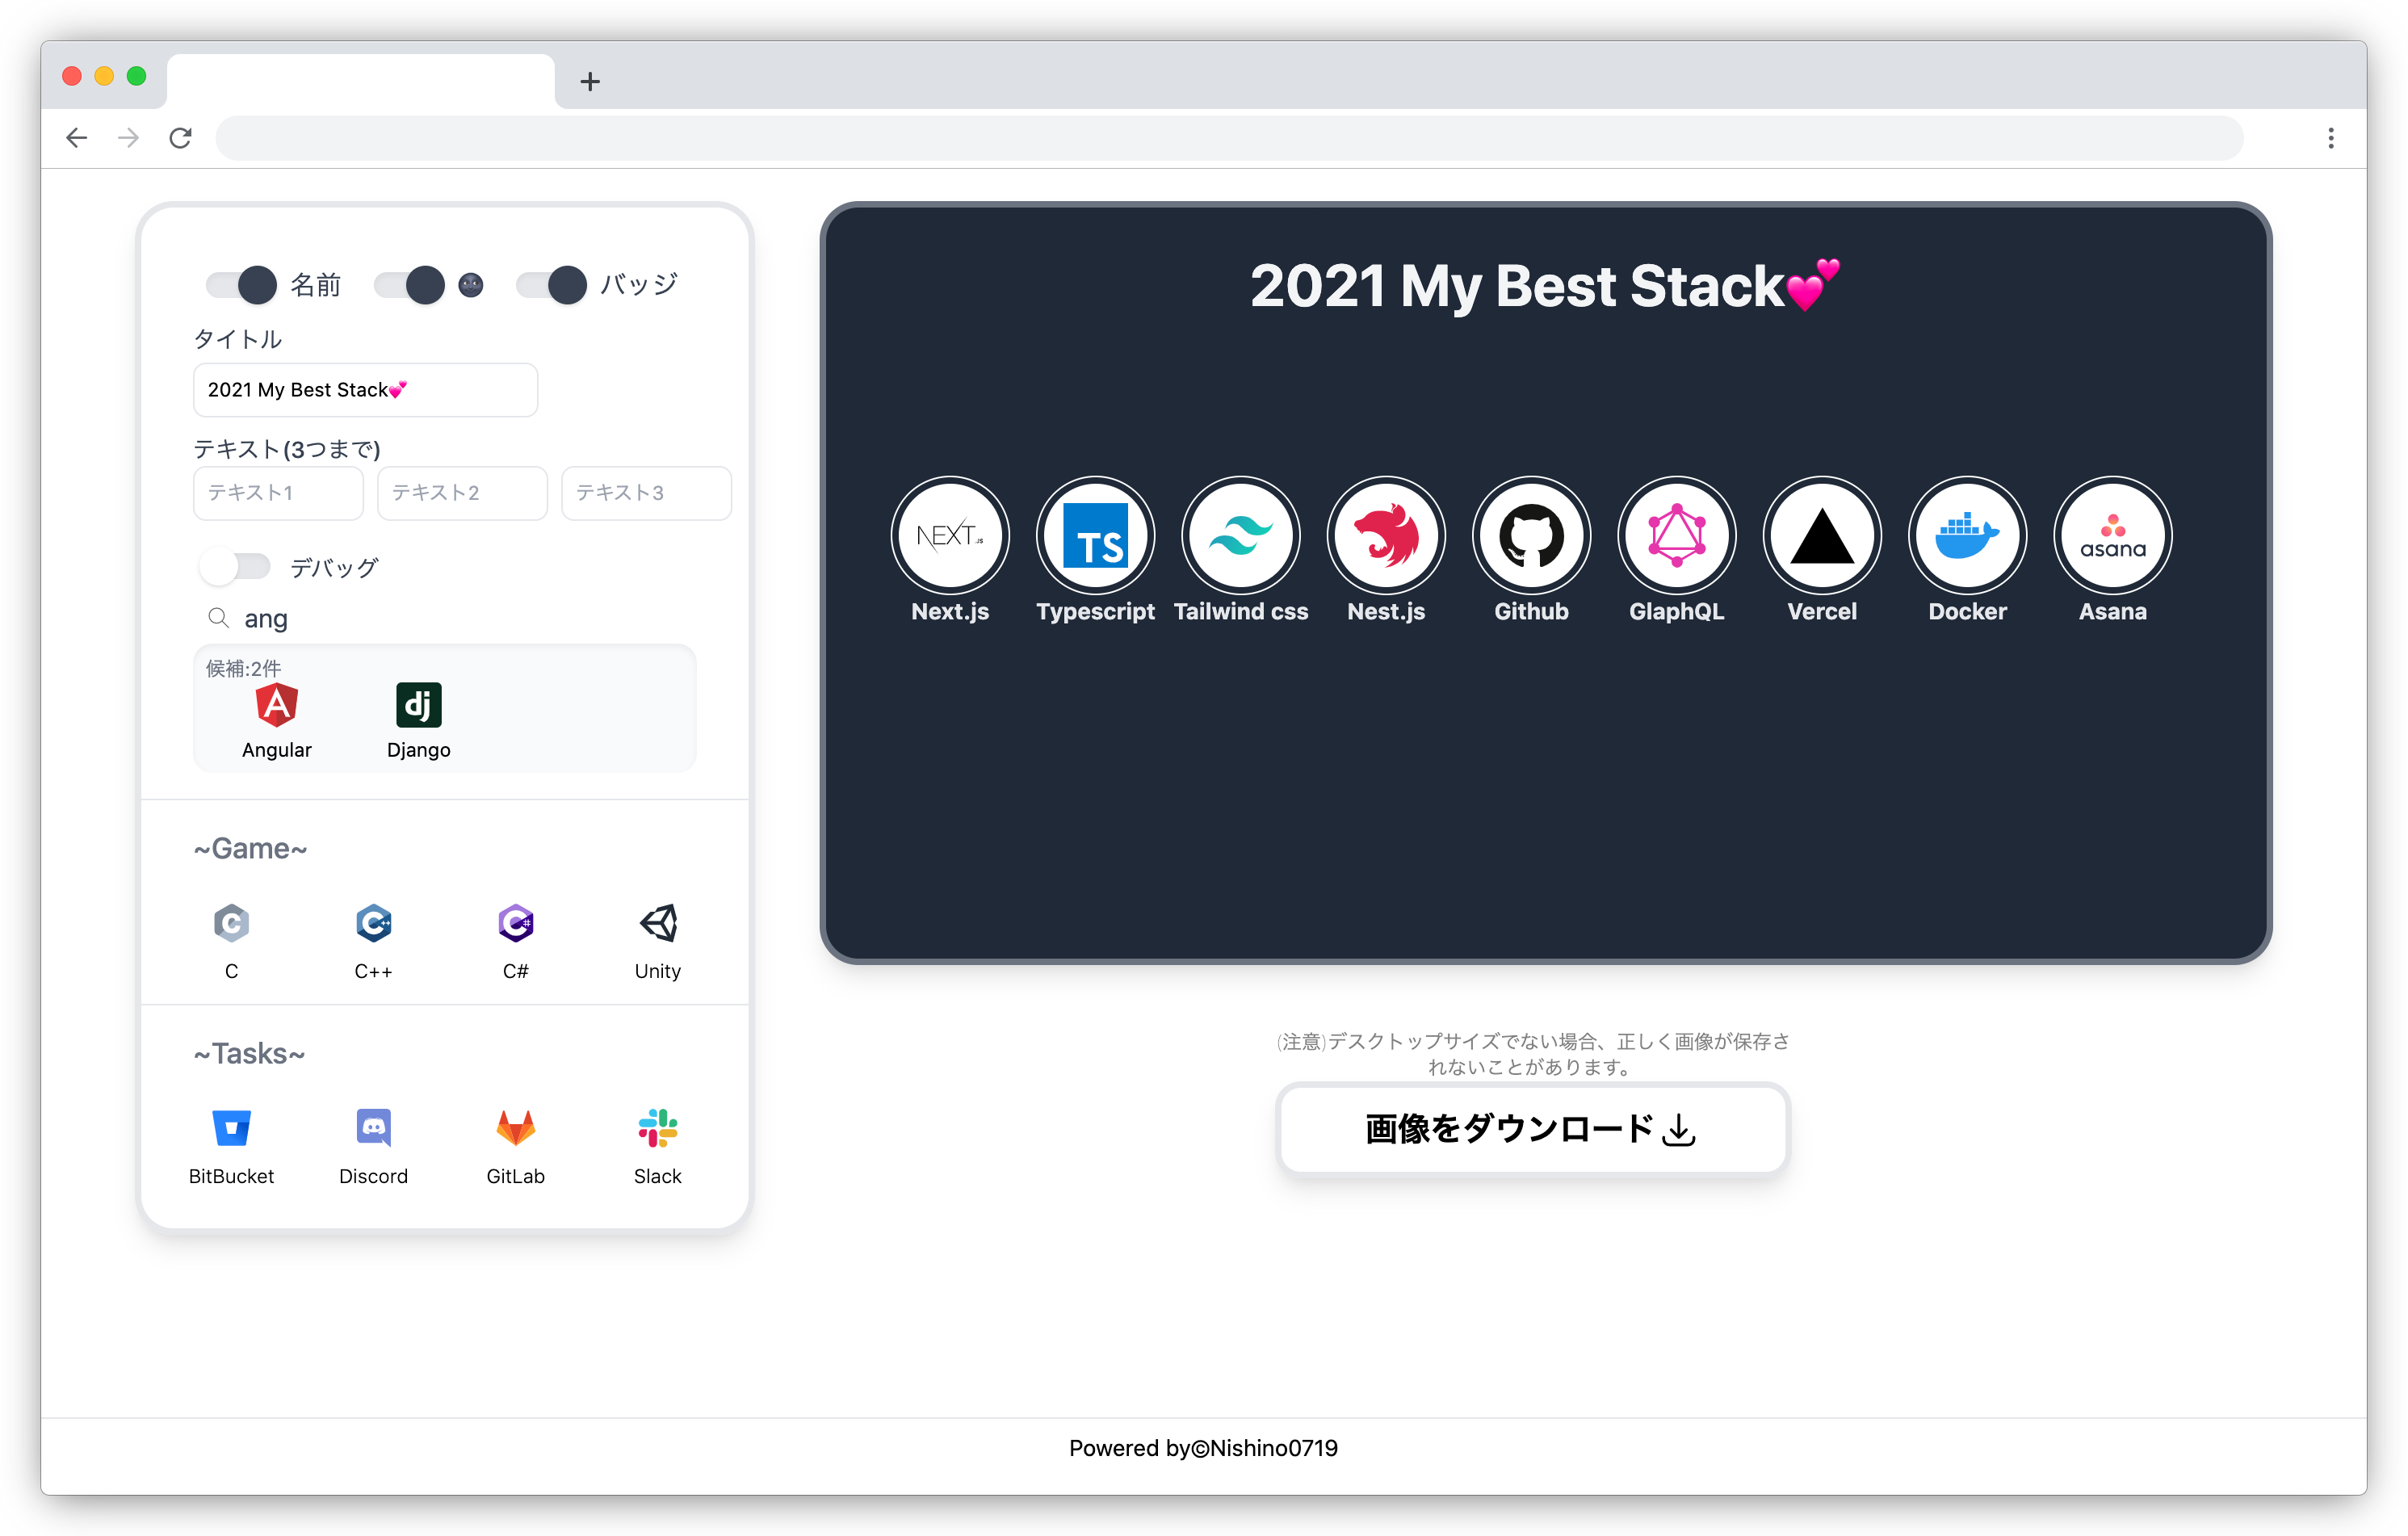 名前 バッジ
タイトル
2021 My Best Stack💕
テキスト(3つまで)
テキスト1 テキスト2 テキスト3
デバッグ
ang
候補:2件
Angular Django
~Game~
C C++ C# Unity
~Tasks~
BitBucket Discord GitLab Slack
2021 My Best Stack💕
NEXT.JS TS asana
Next.js Typescript Tailwind css Nest.js Github GlaphQL Vercel Docker Asana
(注意)デスクトップサイズでない場合、正しく画像が保存さ
れないことがあります。
画像をダウンロード
Powered by©Nishino0719